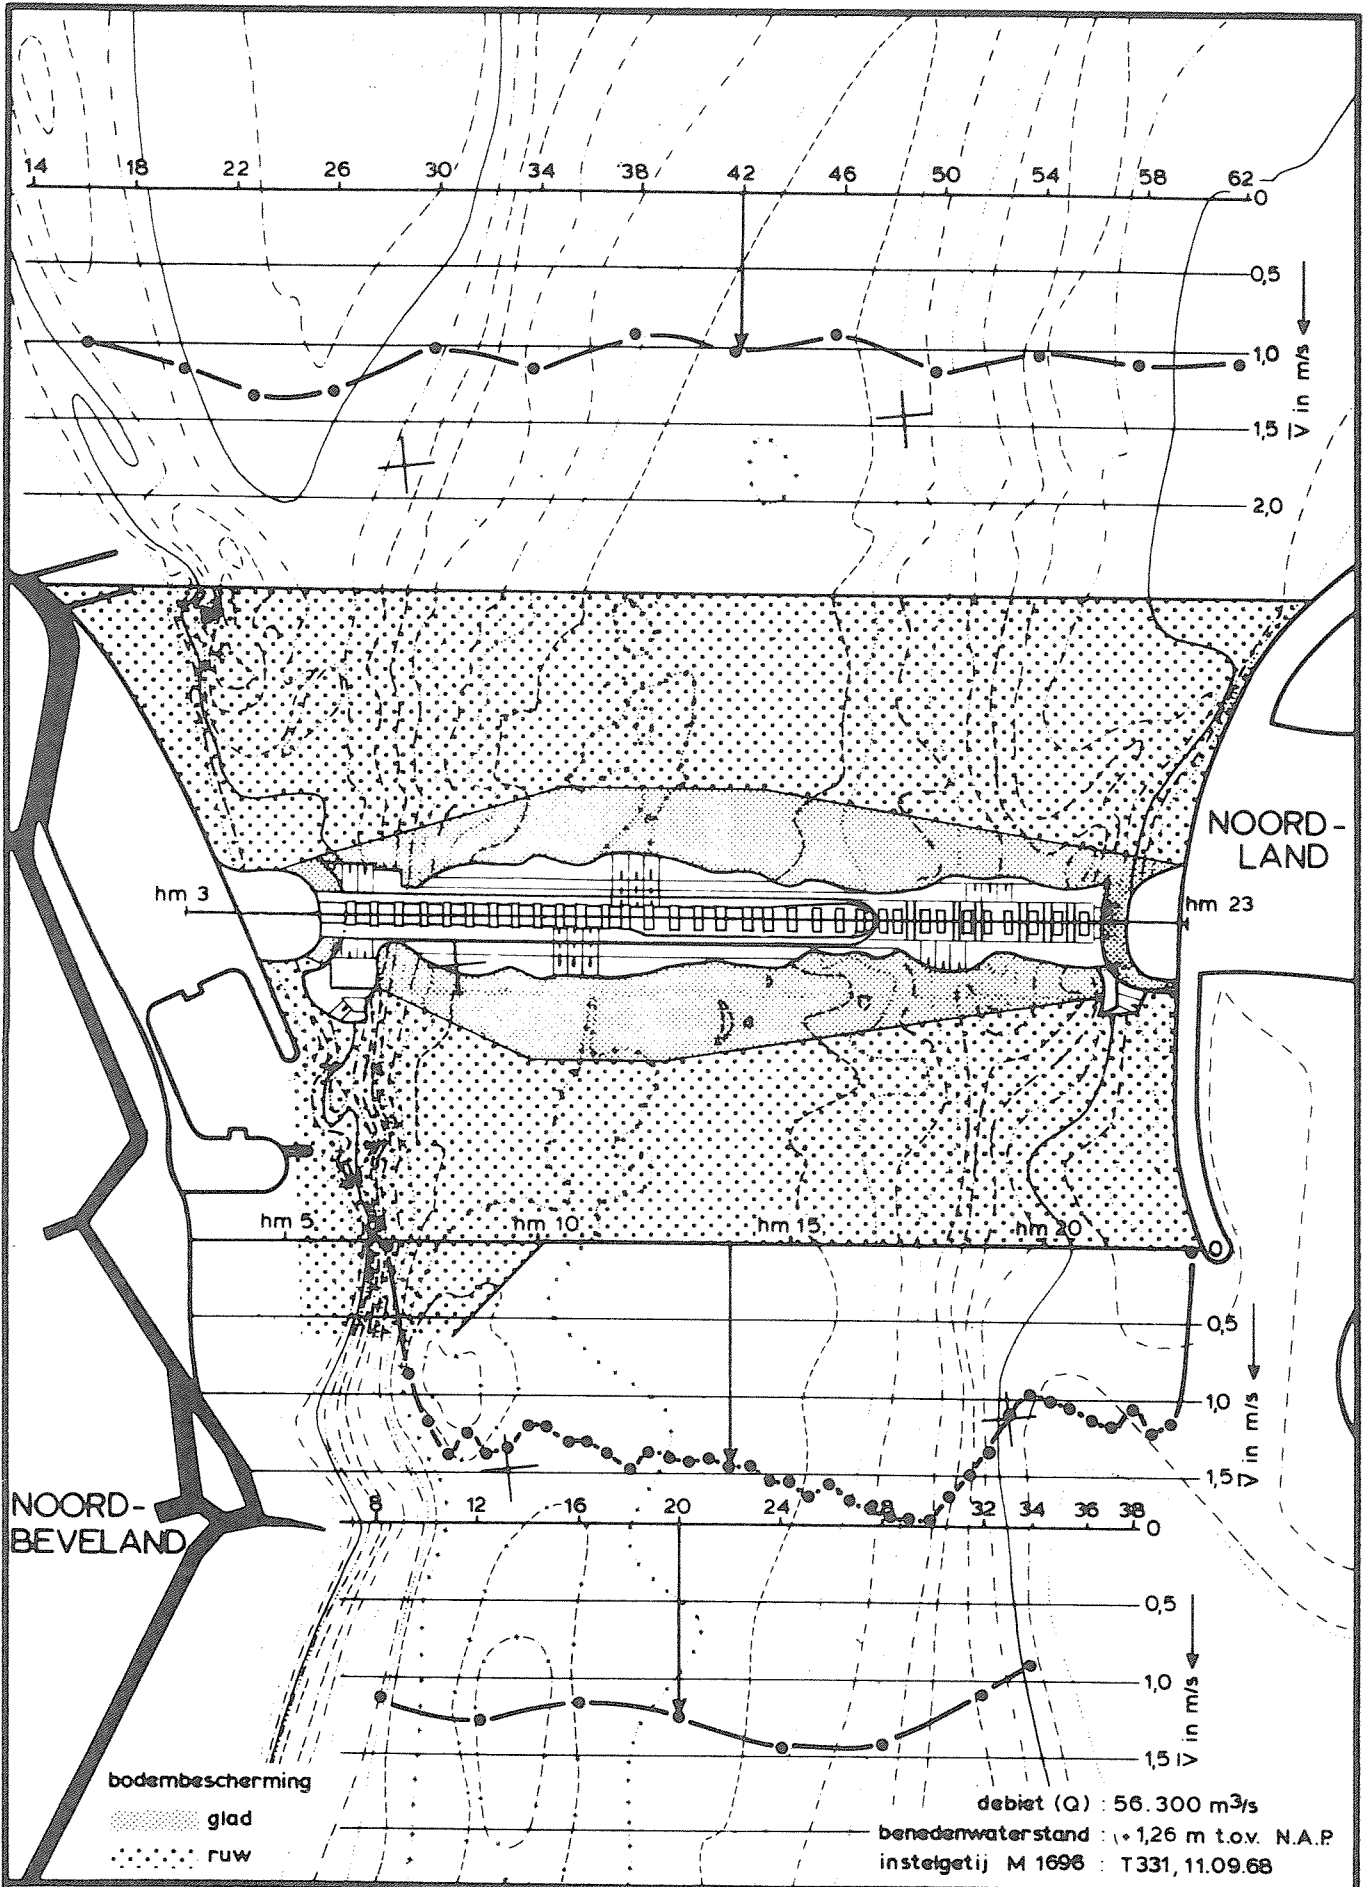 14 18 22 26 30 34 38 42 46 50 54 58 62
0
0,5
1,0
1,5
2,0
V̅ in m/s
NOORD-
LAND
hm 3
hm 23
hm 5 hm 10 hm 15 hm 20
0
0,5
1,0
1,5
V̅ in m/s
NOORD-
BEVELAND
8 12 16 20 24 28 32 34 36 38
0
0,5
1,0
1,5
V̅ in m/s
bodembescherming
glad
ruw
debiet (Q) : 56.300 m³/s
benedenwaterstand : + 1,26 m t.o.v. N.A.P.
instelgetij M 1696 : T331, 11.09.68